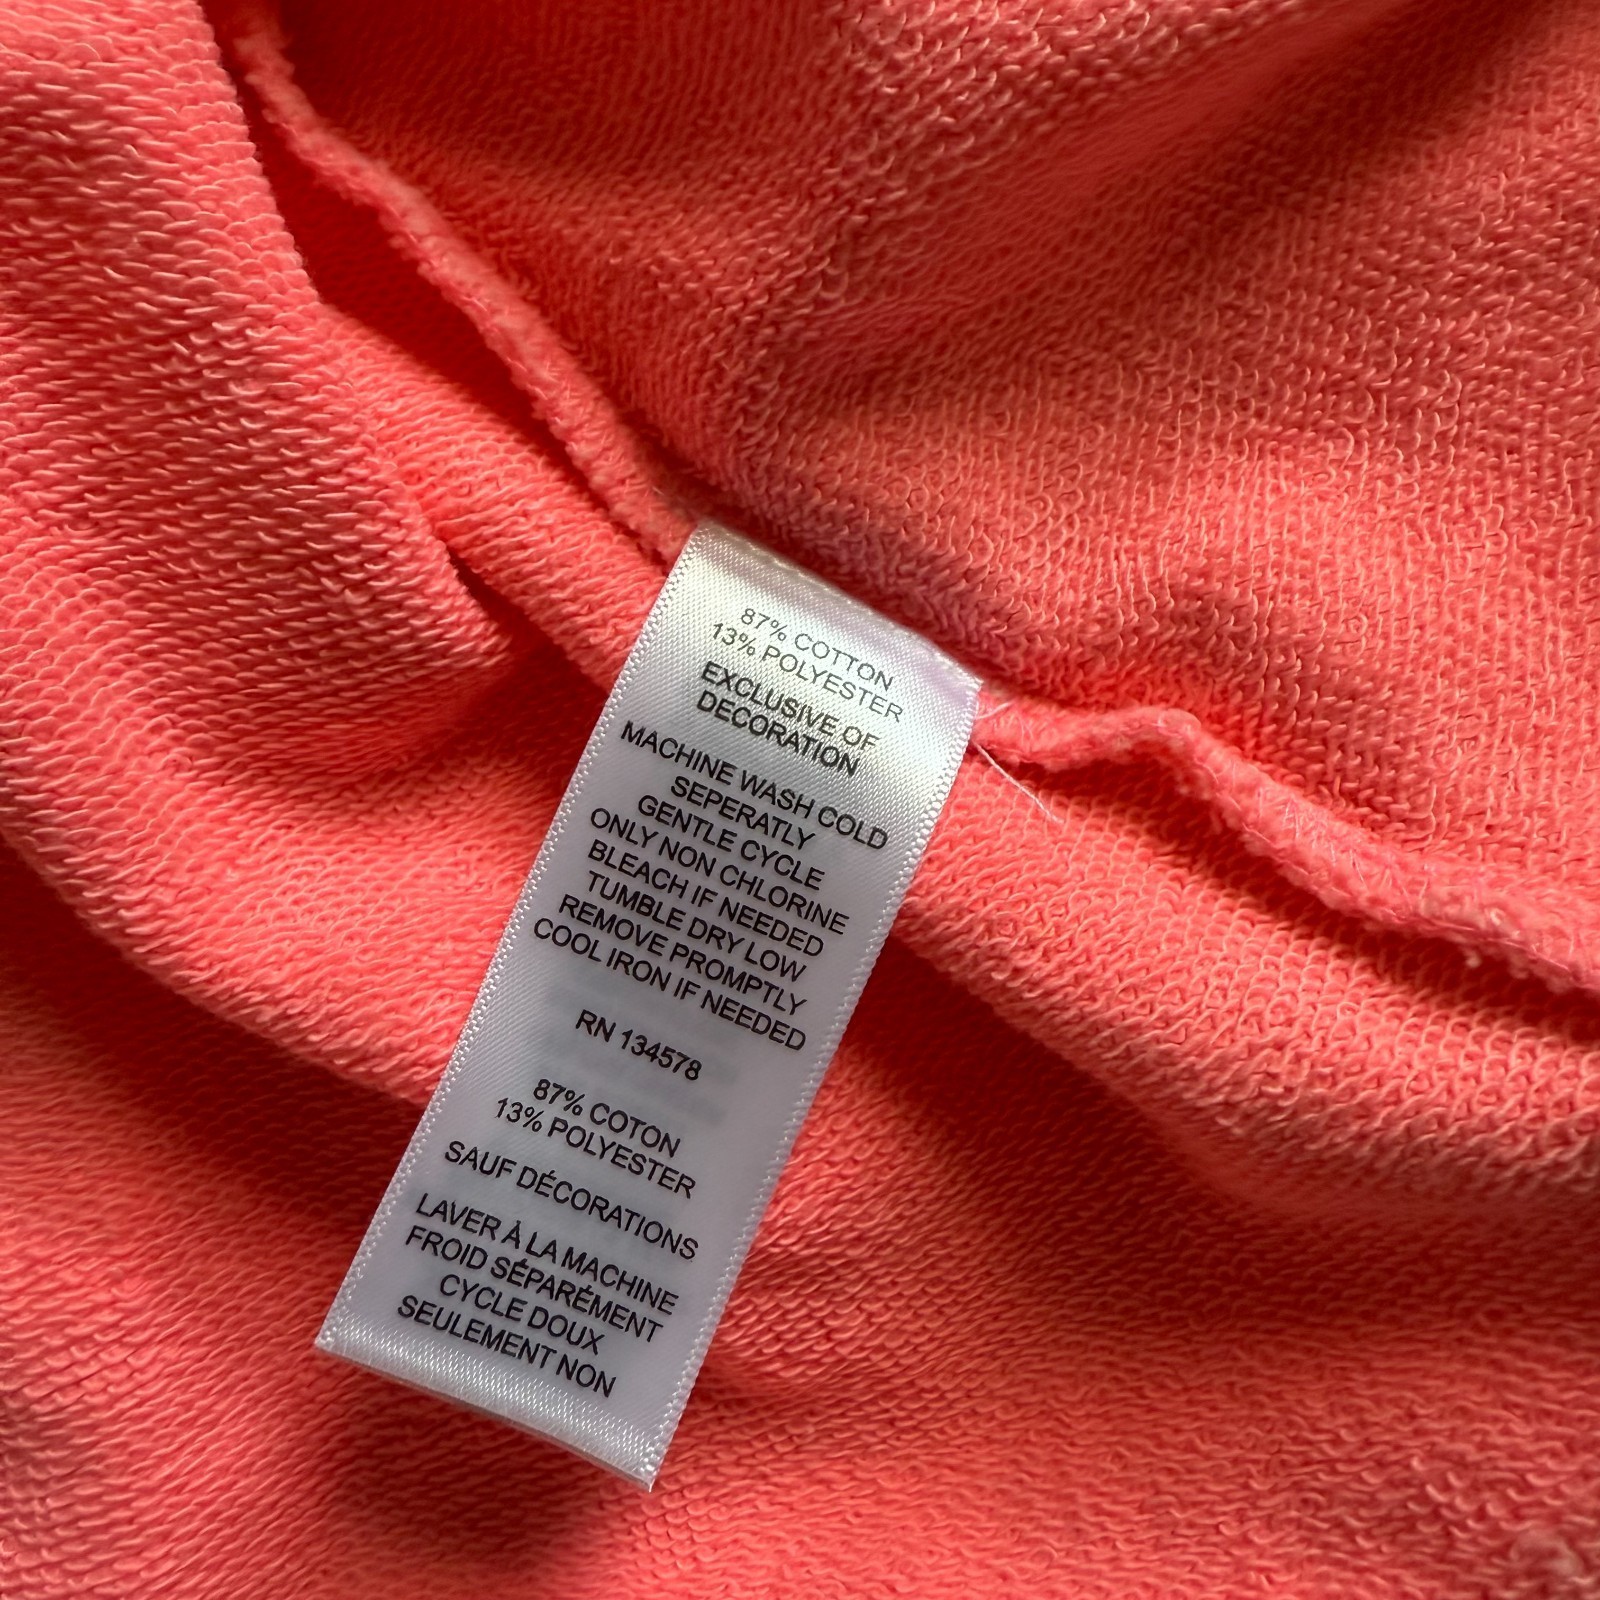 87% COTTON
13% POLYESTER
EXCLUSIVE OF
DECORATION
MACHINE WASH COLD
SEPERATLY
GENTLE CYCLE
ONLY NON CHLORINE
BLEACH IF NEEDED
TUMBLE DRY LOW
REMOVE PROMPTLY
COOL IRON IF NEEDED
RN 134578
87% COTON
13% POLYESTER
SAUF DÉCORATIONS
LAVER À LA MACHINE
FROID SÉPARÉMENT
CYCLE DOUX
SEULEMENT NON